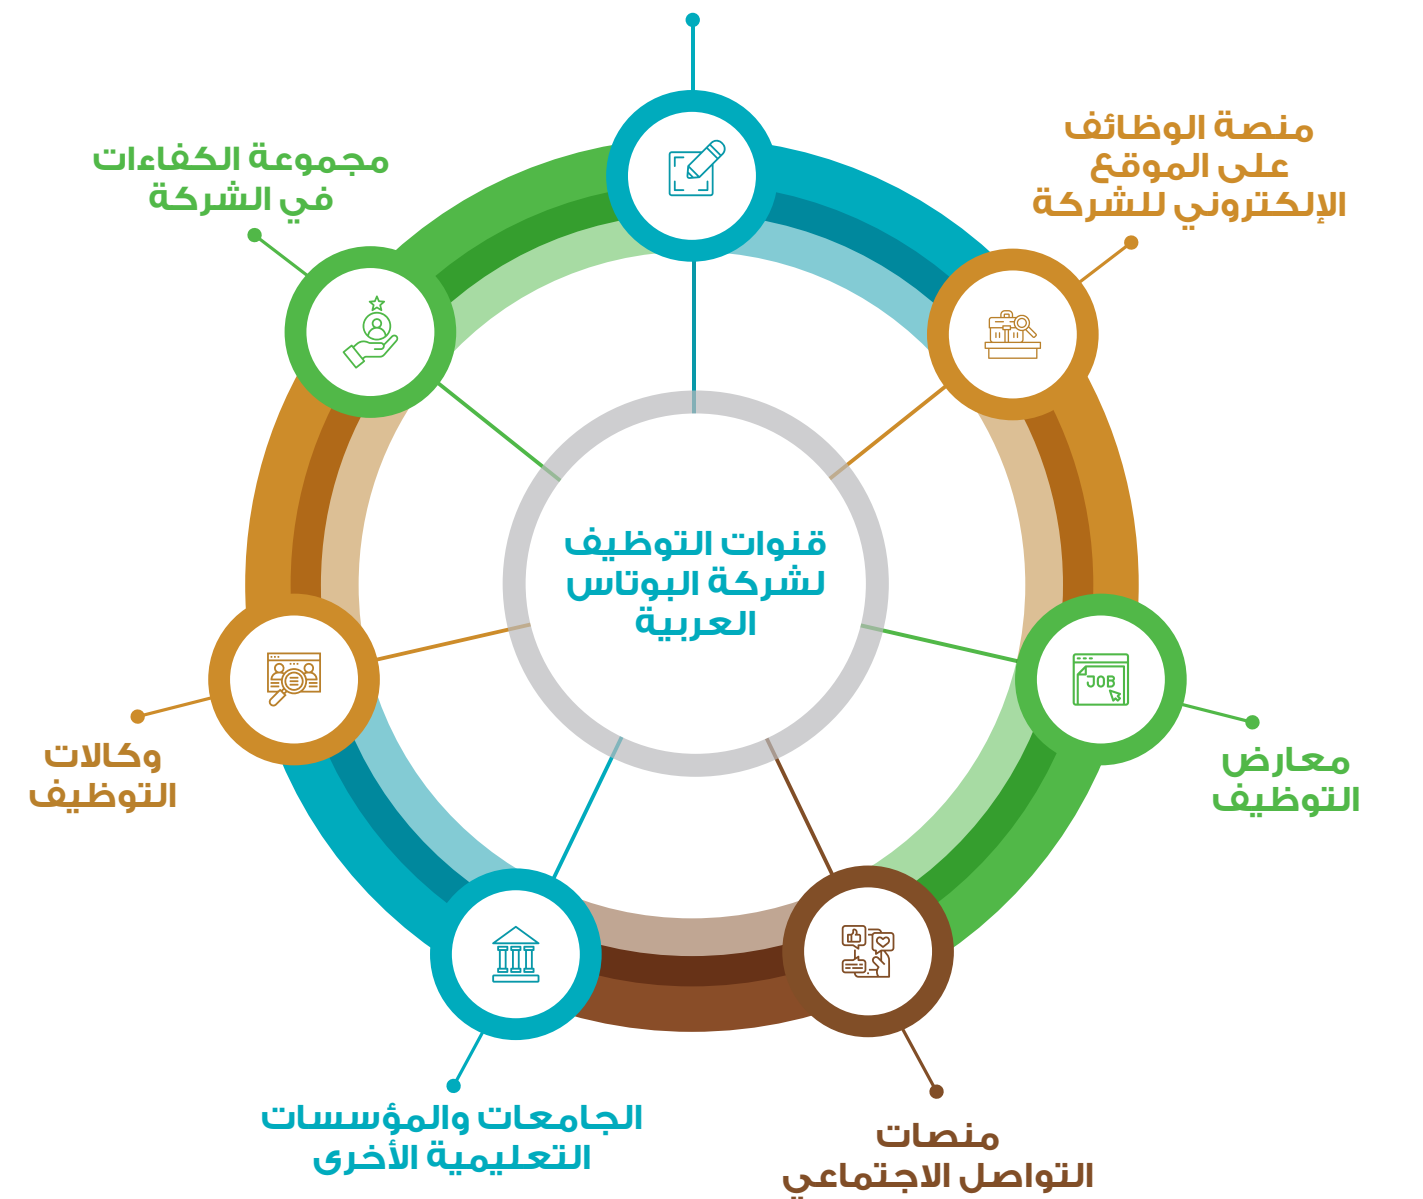 منصة الوظائف
على الموقع
الإلكتروني للشركة
مجموعة الكفاءات
في الشركة
قنوات التوظيف
لشركة البوتاس
العربية
JOB
معارض
التوظيف
وكالات
التوظيف
الجامعات والمؤسسات
التعليمية الأخرى
منصات
التواصل الاجتماعي